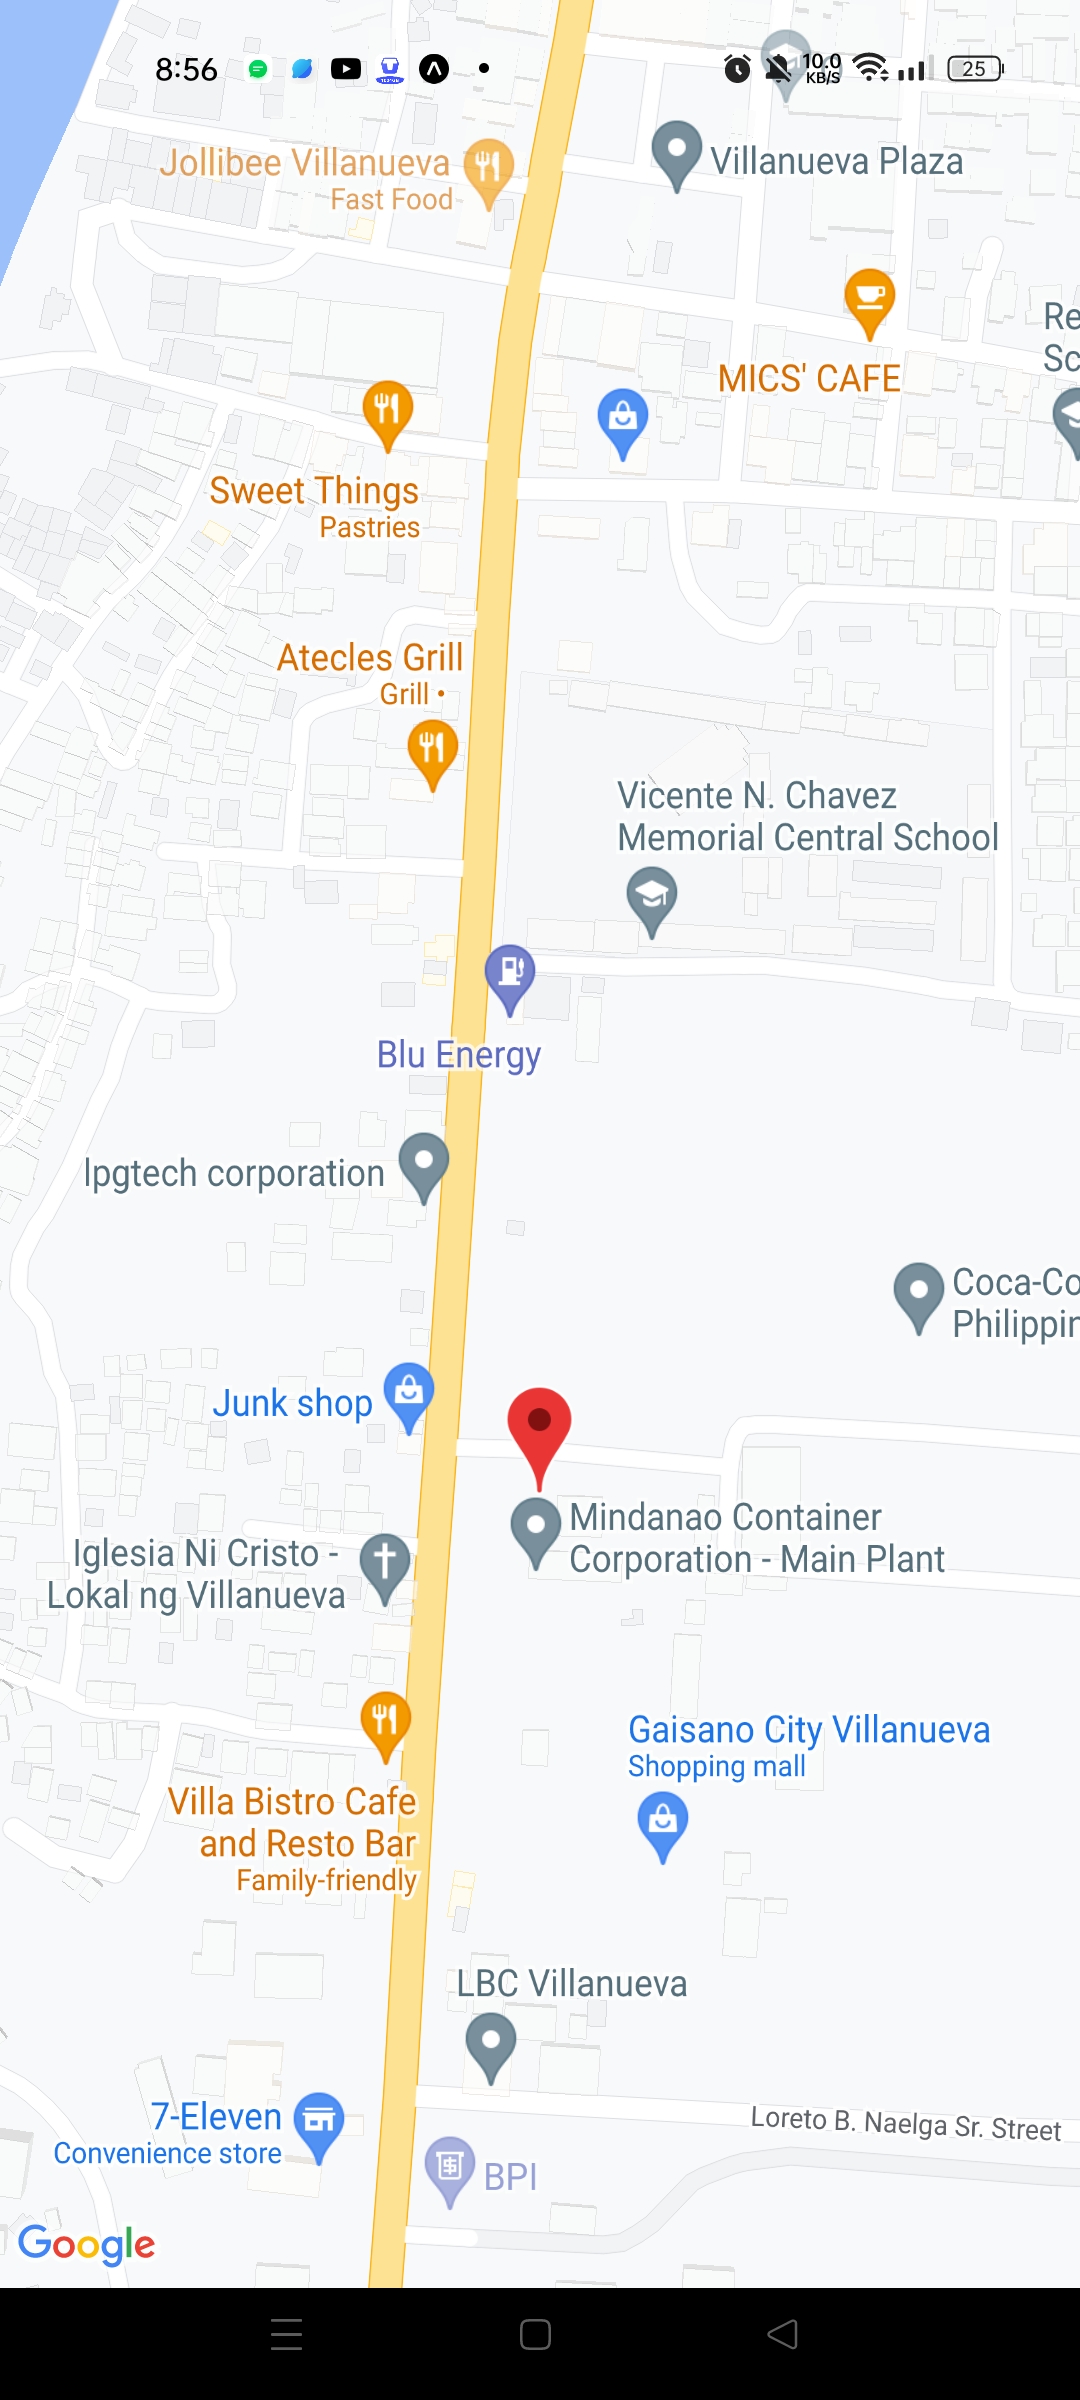 8:56
10.0
KB/S
25
Jollibee Villanueva
Fast Food
Villanueva Plaza
Re
Sc
MICS' CAFE
Sweet Things
Pastries
Atecles Grill
Grill •
Vicente N. Chavez
Memorial Central School
Blu Energy
Ipgtech corporation
Coca-Co
Philippin
Junk shop
Mindanao Container
Corporation - Main Plant
Iglesia Ni Cristo -
Lokal ng Villanueva
Gaisano City Villanueva
Shopping mall
Villa Bistro Cafe
and Resto Bar
Family-friendly
LBC Villanueva
7-Eleven
Convenience store
Loreto B. Naelga Sr. Street
BPI
Google